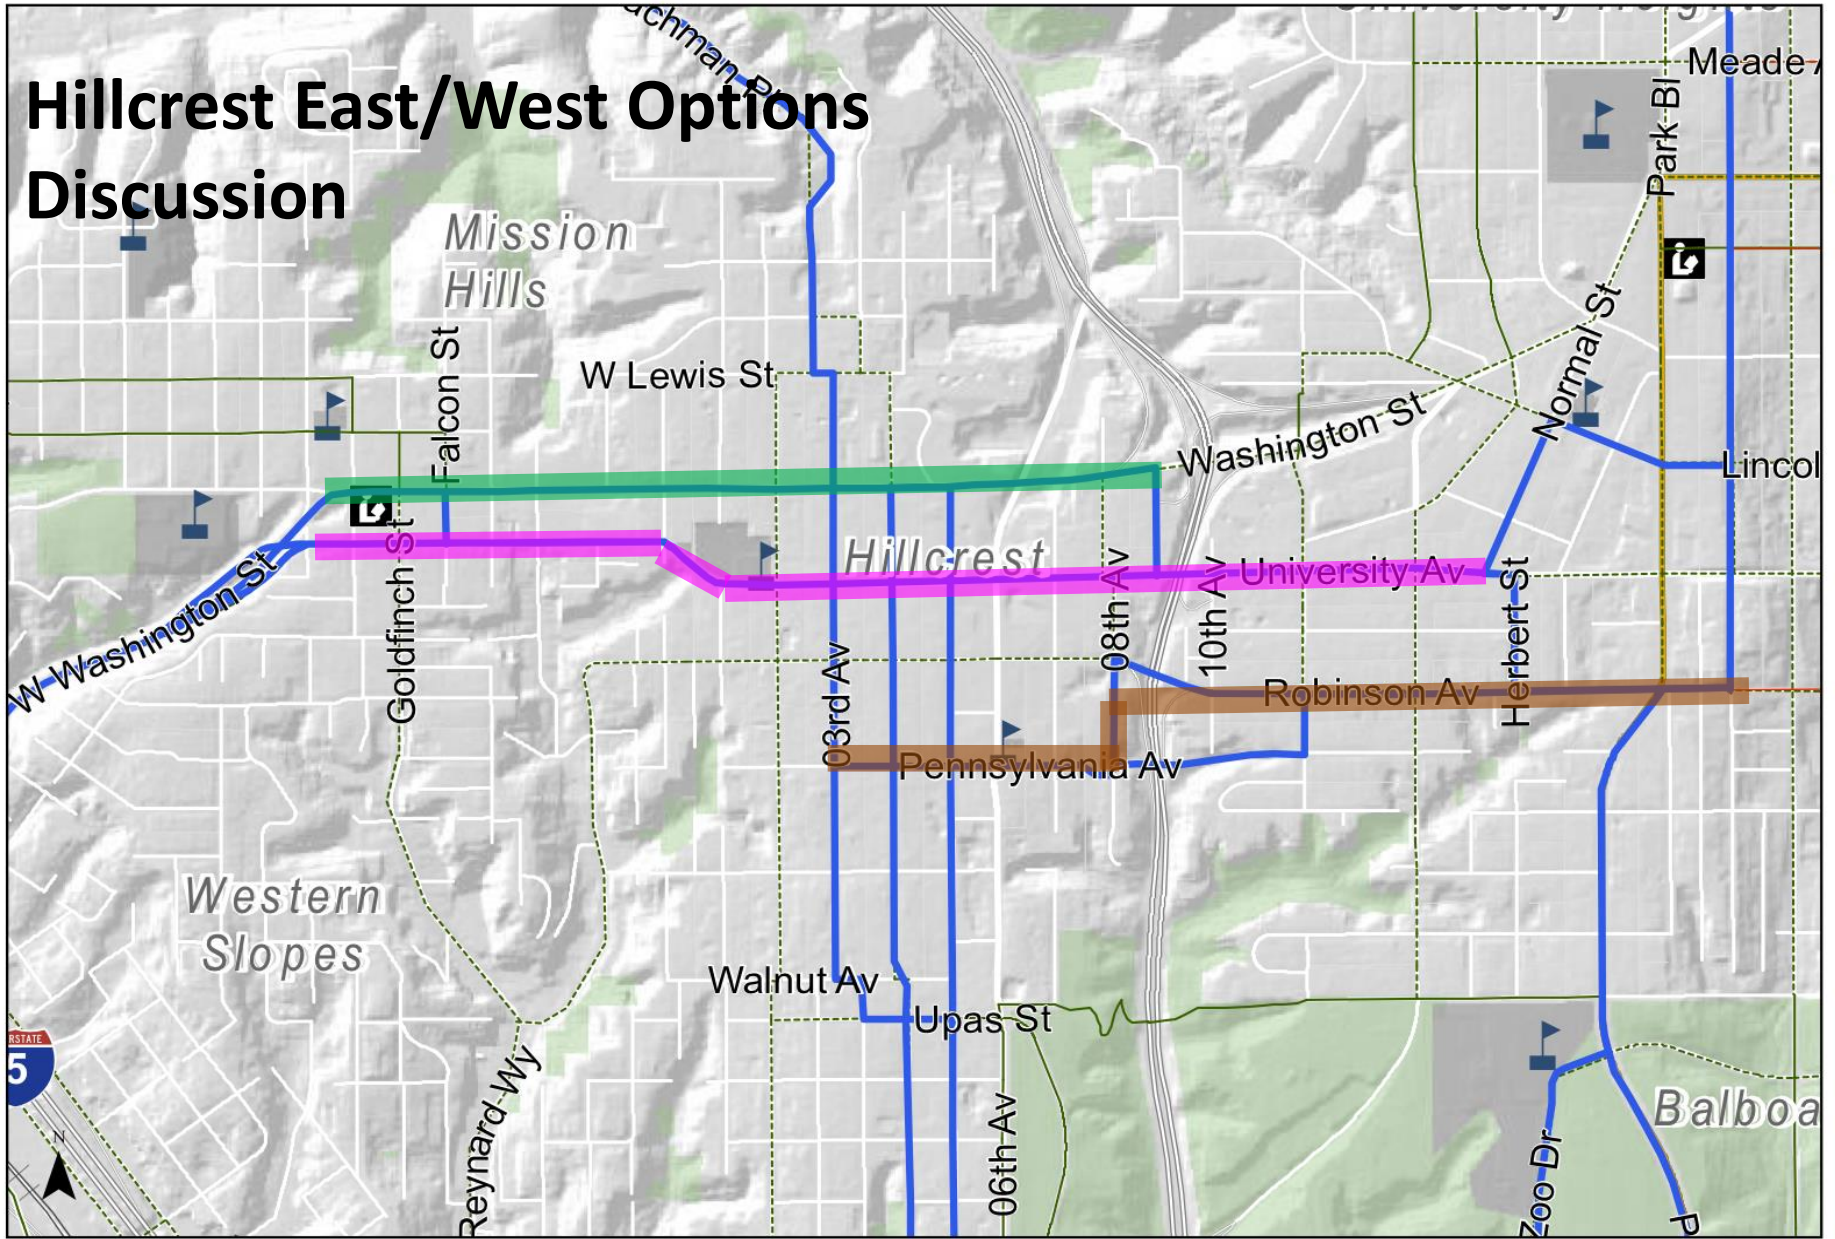 Hillcrest East/West Options
Discussion
Meade
Park Bl
Mission
Hills
Normal St
W Lewis St
Falcon St
Washington St
Lincol
Hillcrest
University Av
W Washington St
Goldfinch St
08th Av
10th Av
Herbert St
03rd Av
Robinson Av
Pennsylvania Av
Western
Slopes
Walnut Av
Upas St
5
Reynard Wy
06th Av
Zoo Dr
Balboa
P
N